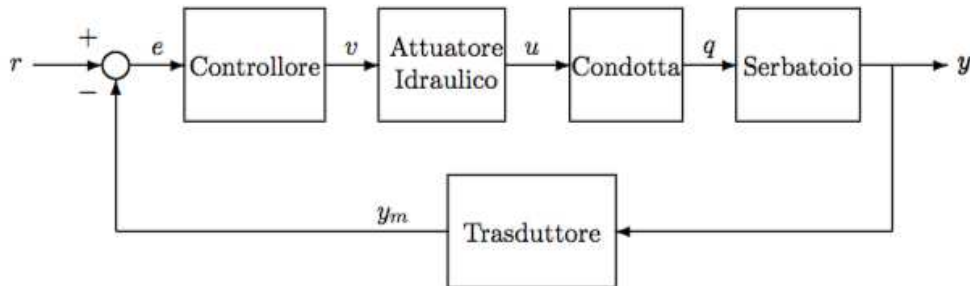 +
r
−
e
Controllore
v
Attuatore
Idraulico
u
Condotta
q
Serbatoio
y
y_m
Trasduttore